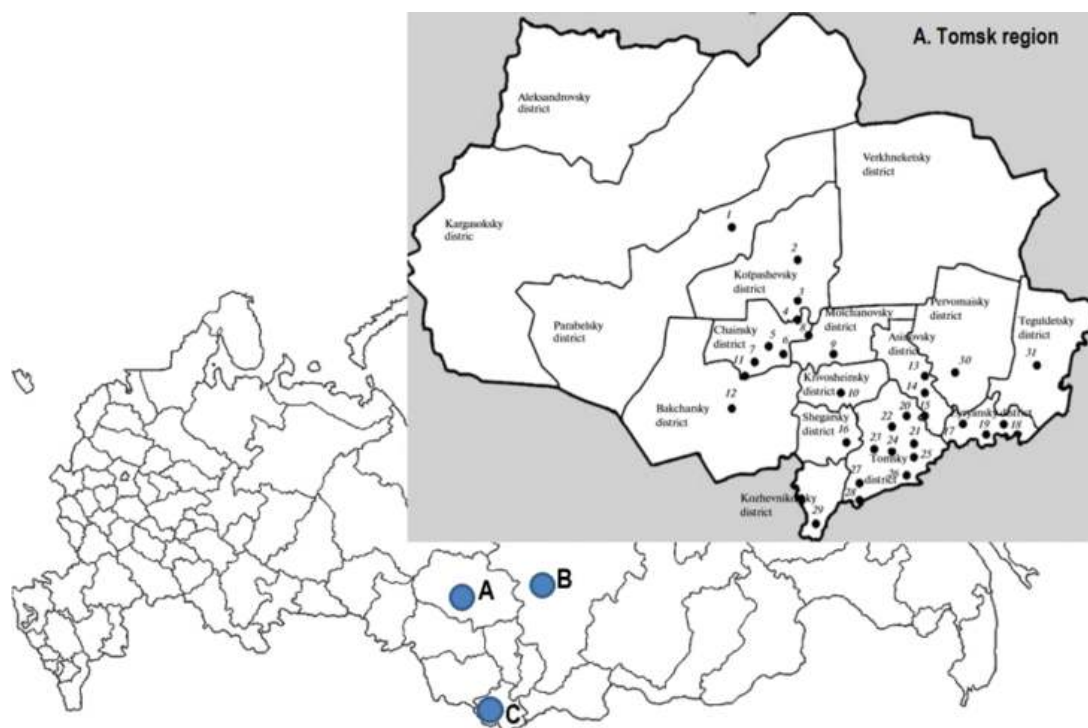 A. Tomsk region
Aleksandrovsky
district
Verkhneketsky
district
Kargasoksky
distric
1
2
Kolpashevsky
district
3
4
8
Molchanovsky
district
Pervomaisky
district
Parabelsky
district
Chainsky
district
5
6
7
9
Asinovsky
district
Teguldetsky
district
31
30
11
13
12
Krivosheinsky
district
10
14
Bakcharsky
district
Shegarsky
district
16
20
15
22
district
17
19
18
23
24
21
25
Tomsky
district
27
26
28
Kozhevnikovsky
district
29
A
B
C